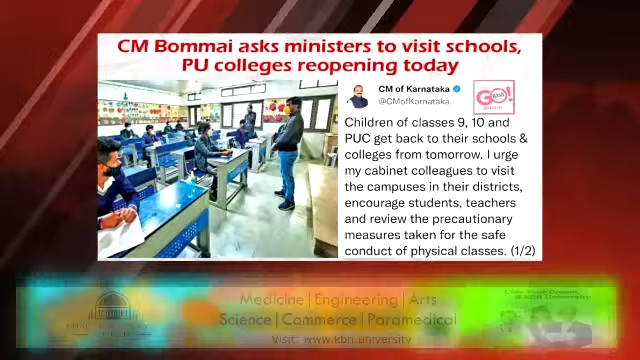 CM Bommai asks ministers to visit schools,
PU colleges reopening today
CM of Karnataka
@CMofKarnataka
GO!
Children of classes 9, 10 and
PUC get back to their schools &
colleges from tomorrow. I urge
my cabinet colleagues to visit
the campuses in their districts,
encourage students, teachers
and review the precautionary
measures taken for the safe
conduct of physical classes. (1/2)
Medicine|Engineering|Arts
Science|Commerce|Paramedical
Visit: www.kbn.university